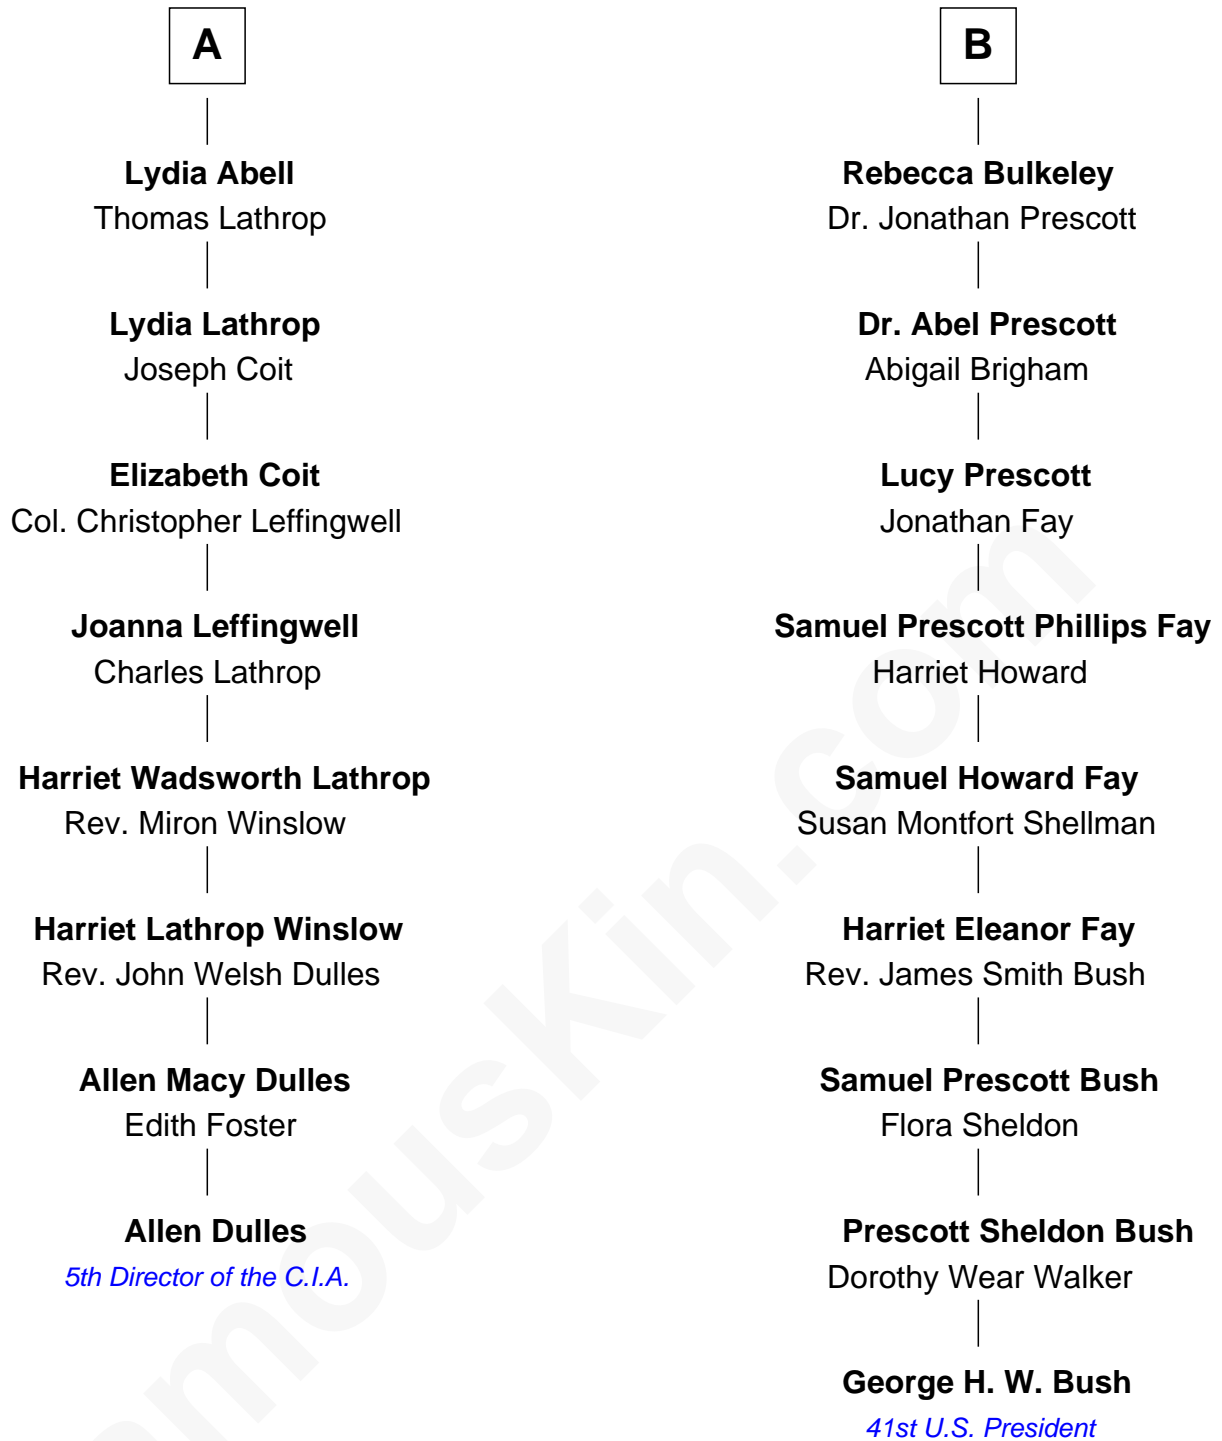 A
Lydia Abell
Thomas Lathrop
Lydia Lathrop
Joseph Coit
Elizabeth Coit
Col. Christopher Leffingwell
Joanna Leffingwell
Charles Lathrop
Harriet Wadsworth Lathrop
Rev. Miron Winslow
Harriet Lathrop Winslow
Rev. John Welsh Dulles
Allen Macy Dulles
Edith Foster
Allen Dulles
5th Director of the C.I.A.
B
Rebecca Bulkeley
Dr. Jonathan Prescott
Dr. Abel Prescott
Abigail Brigham
Lucy Prescott
Jonathan Fay
Samuel Prescott Phillips Fay
Harriet Howard
Samuel Howard Fay
Susan Montfort Shellman
Harriet Eleanor Fay
Rev. James Smith Bush
Samuel Prescott Bush
Flora Sheldon
Prescott Sheldon Bush
Dorothy Wear Walker
George H. W. Bush
41st U.S. President
amouskin.com